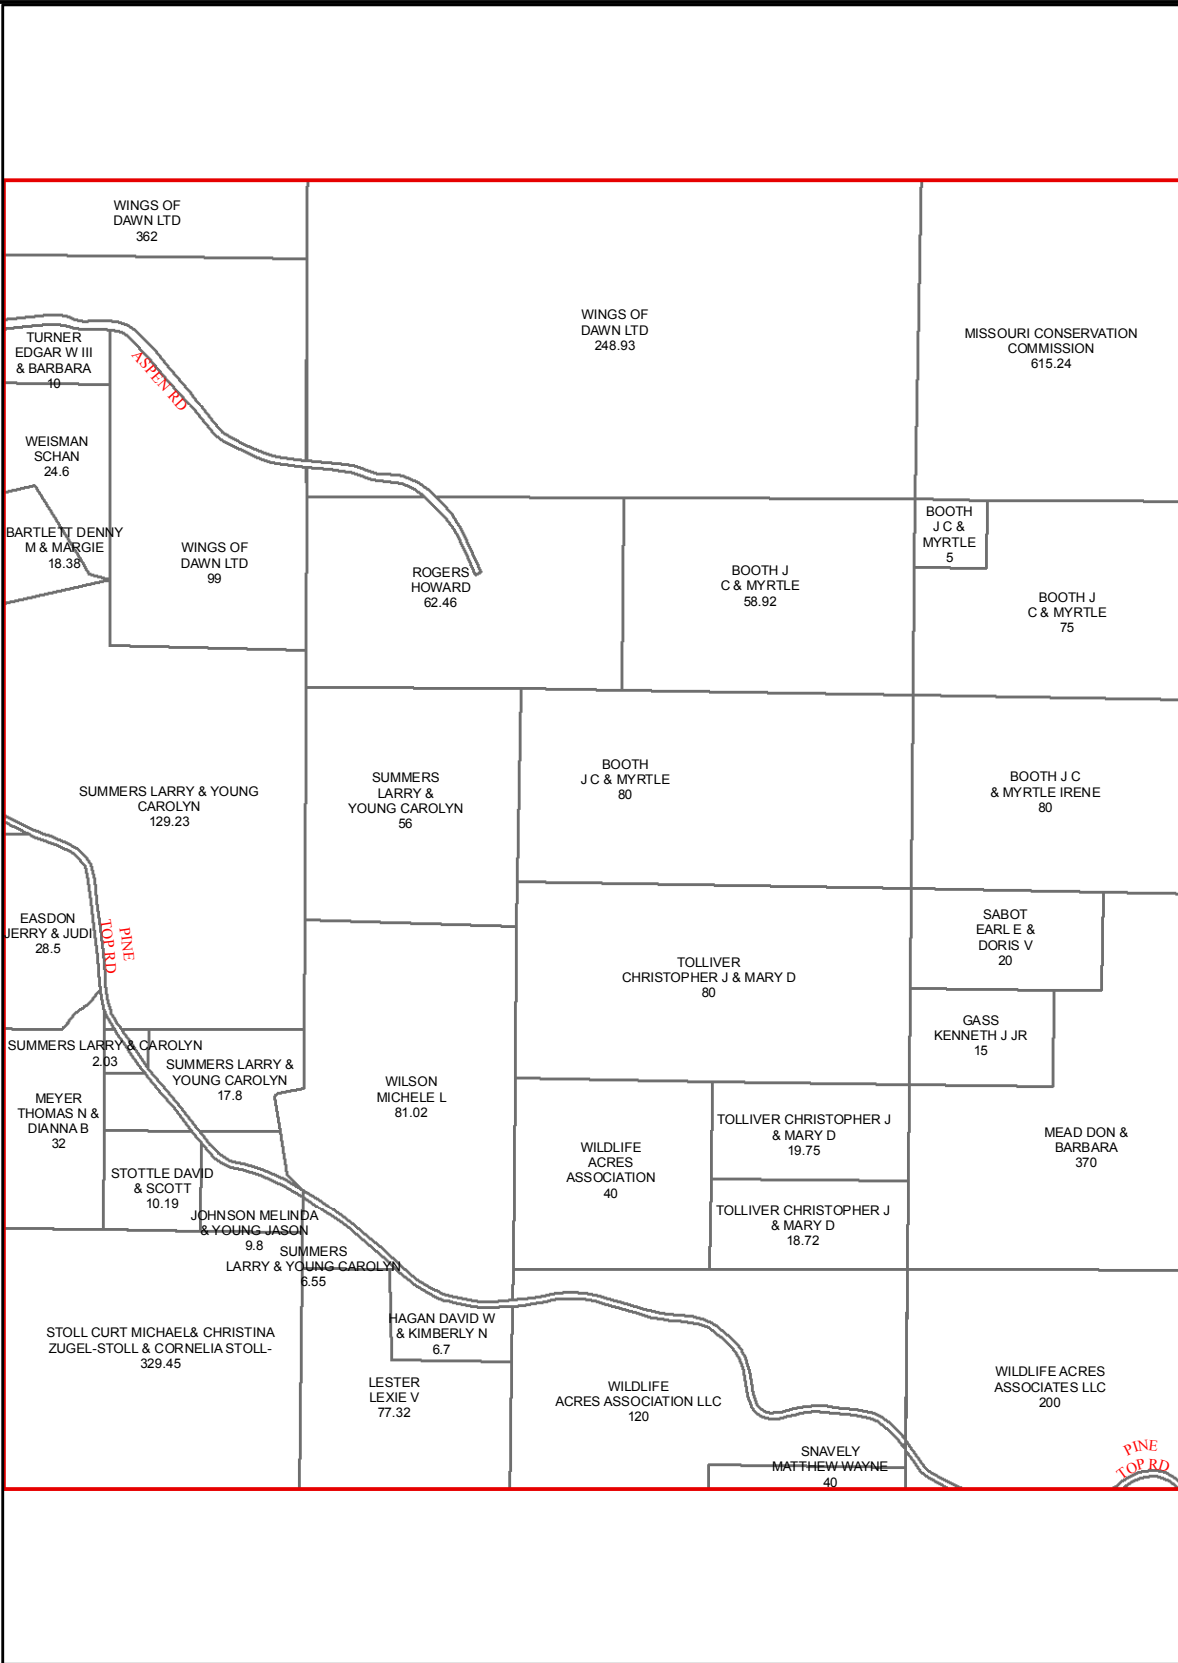 WINGS OF
DAWN LTD
362
WINGS OF
DAWN LTD
248.93
MISSOURI CONSERVATION
COMMISSION
615.24
TURNER
EDGAR W III
& BARBARA
10
ASPEN RD
WEISMAN
SCHAN
24.6
BARTLETT DENNY
M & MARGIE
18.38
WINGS OF
DAWN LTD
99
ROGERS
HOWARD
62.46
BOOTH J
C & MYRTLE
58.92
BOOTH
J C &
MYRTLE
5
BOOTH J
C & MYRTLE
75
SUMMERS LARRY & YOUNG
CAROLYN
129.23
SUMMERS
LARRY &
YOUNG CAROLYN
56
BOOTH
J C & MYRTLE
80
BOOTH J C
& MYRTLE IRENE
80
EASDON
JERRY & JUDI
28.5
PINE
TOP RD
TOLLIVER
CHRISTOPHER J & MARY D
80
SABOT
EARL E &
DORIS V
20
GASS
KENNETH J JR
15
SUMMERS LARRY & CAROLYN
2.03
SUMMERS LARRY &
YOUNG CAROLYN
17.8
MEYER
THOMAS N &
DIANNA B
32
WILSON
MICHELE L
81.02
WILDLIFE
ACRES
ASSOCIATION
40
TOLLIVER CHRISTOPHER J
& MARY D
19.75
MEAD DON &
BARBARA
370
STOTTLE DAVID
& SCOTT
10.19
TOLLIVER CHRISTOPHER J
& MARY D
18.72
JOHNSON MELINDA
& YOUNG JASON
9.8
SUMMERS
LARRY & YOUNG CAROLYN
6.55
STOLL CURT MICHAEL& CHRISTINA
ZUGEL-STOLL & CORNELIA STOLL-
329.45
HAGAN DAVID W
& KIMBERLY N
6.7
LESTER
LEXIE V
77.32
WILDLIFE
ACRES ASSOCIATION LLC
120
WILDLIFE ACRES
ASSOCIATES LLC
200
SNAVELY
MATTHEW WAYNE
40
PINE
TOP RD